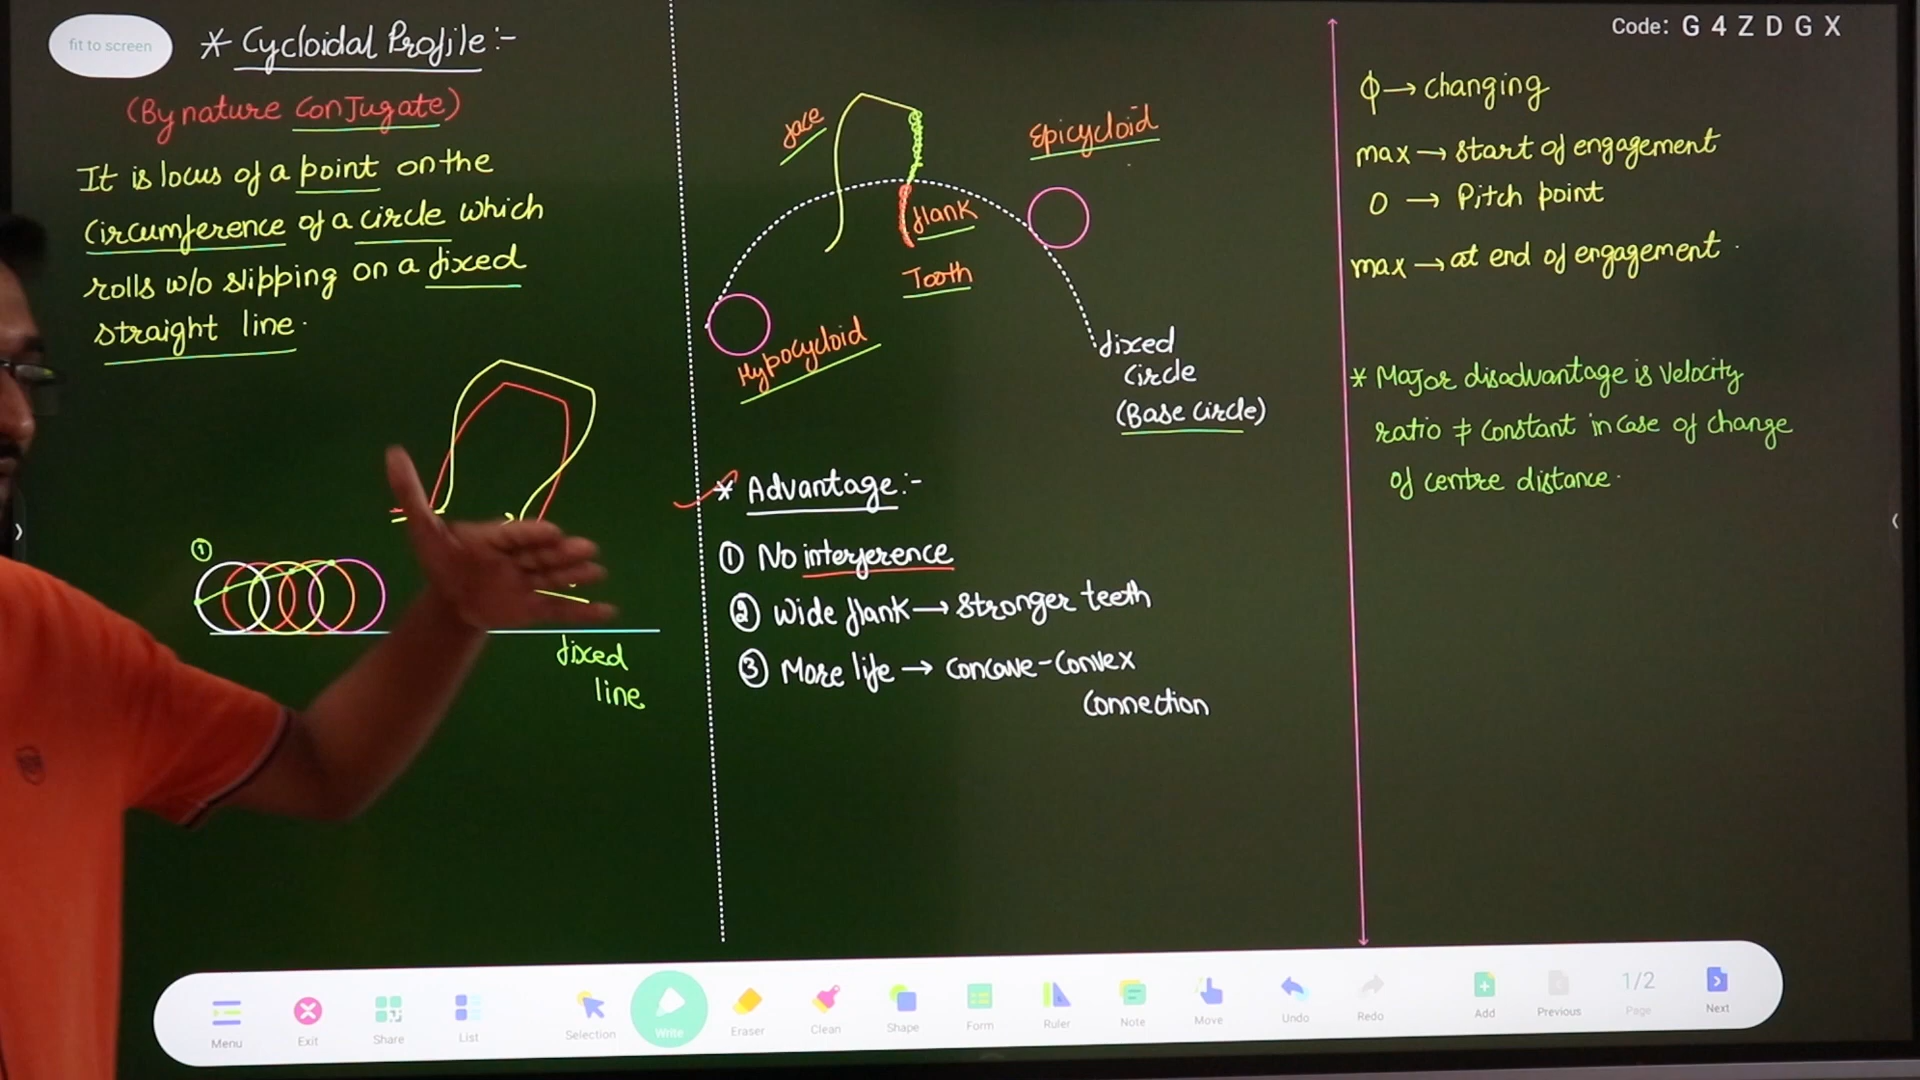 fit to screen
* Cycloidal Profile:-
(By nature conjugate)
It is locus of a point on the
circumference of a circle which
rolls w/o slipping on a fixed
straight line.
1
fixed
line
face
Epicycloid
flank
Tooth
Hypocycloid
fixed
circle
(Base circle)
* Advantage:-
① No interference
② Wide flank → stronger teeth
③ More life → Concave-Convex
Connection
Code: G4ZDGX
ϕ → changing
max → start of engagement
0 → Pitch point
max → at end of engagement.
* Major disadvantage is velocity
ratio ≠ constant in case of change
of centre distance.
Menu Exit Share List Selection Write Eraser Clean Shape Form Ruler Note Move Undo Redo Add Previous 1/2 Page Next